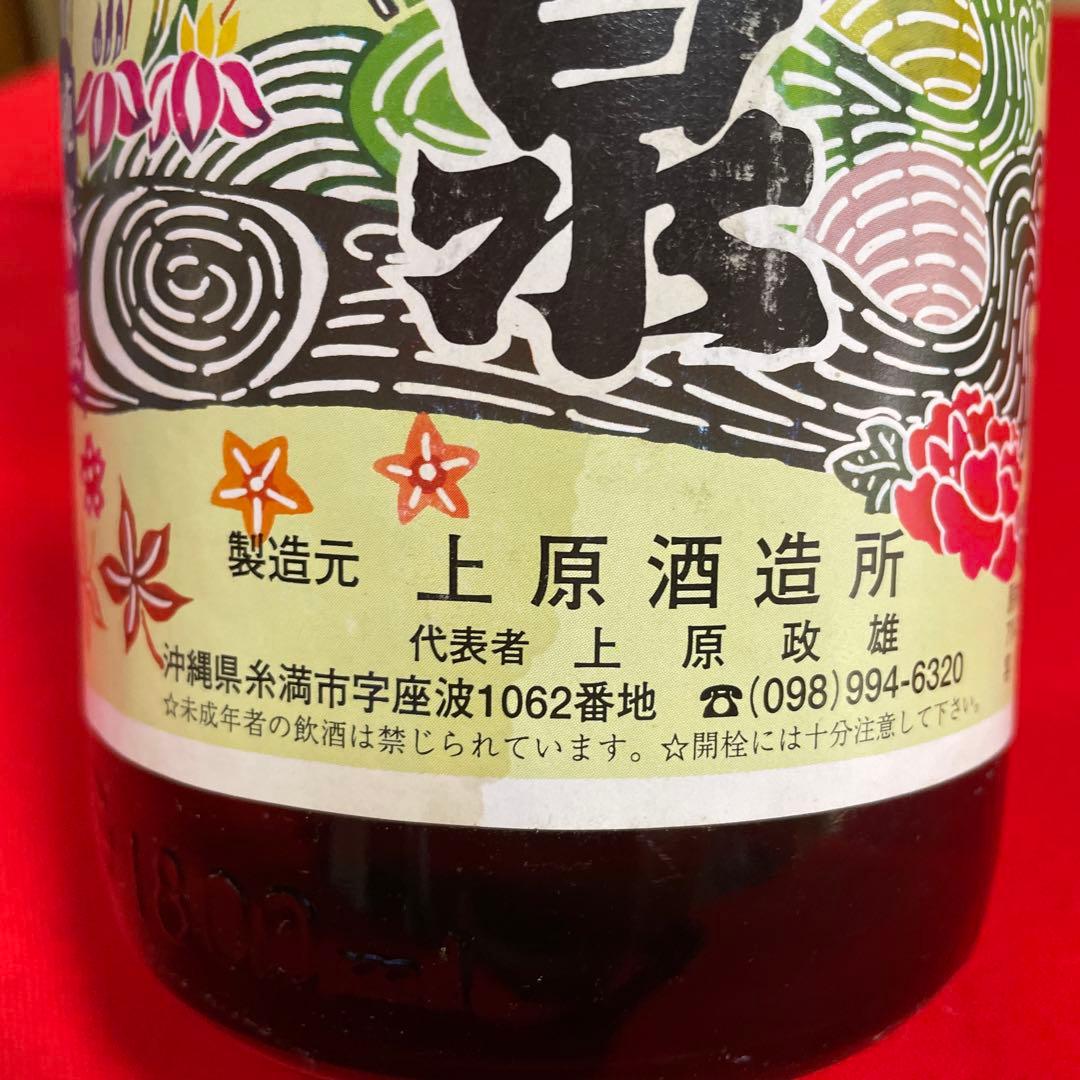 泉
製造元 上原酒造所
代表者 上原政雄
沖縄県糸満市字座波1062番地 ☎(098)994-6320
☆未成年者の飲酒は禁じられています。☆開栓には十分注意して下さい。
1800